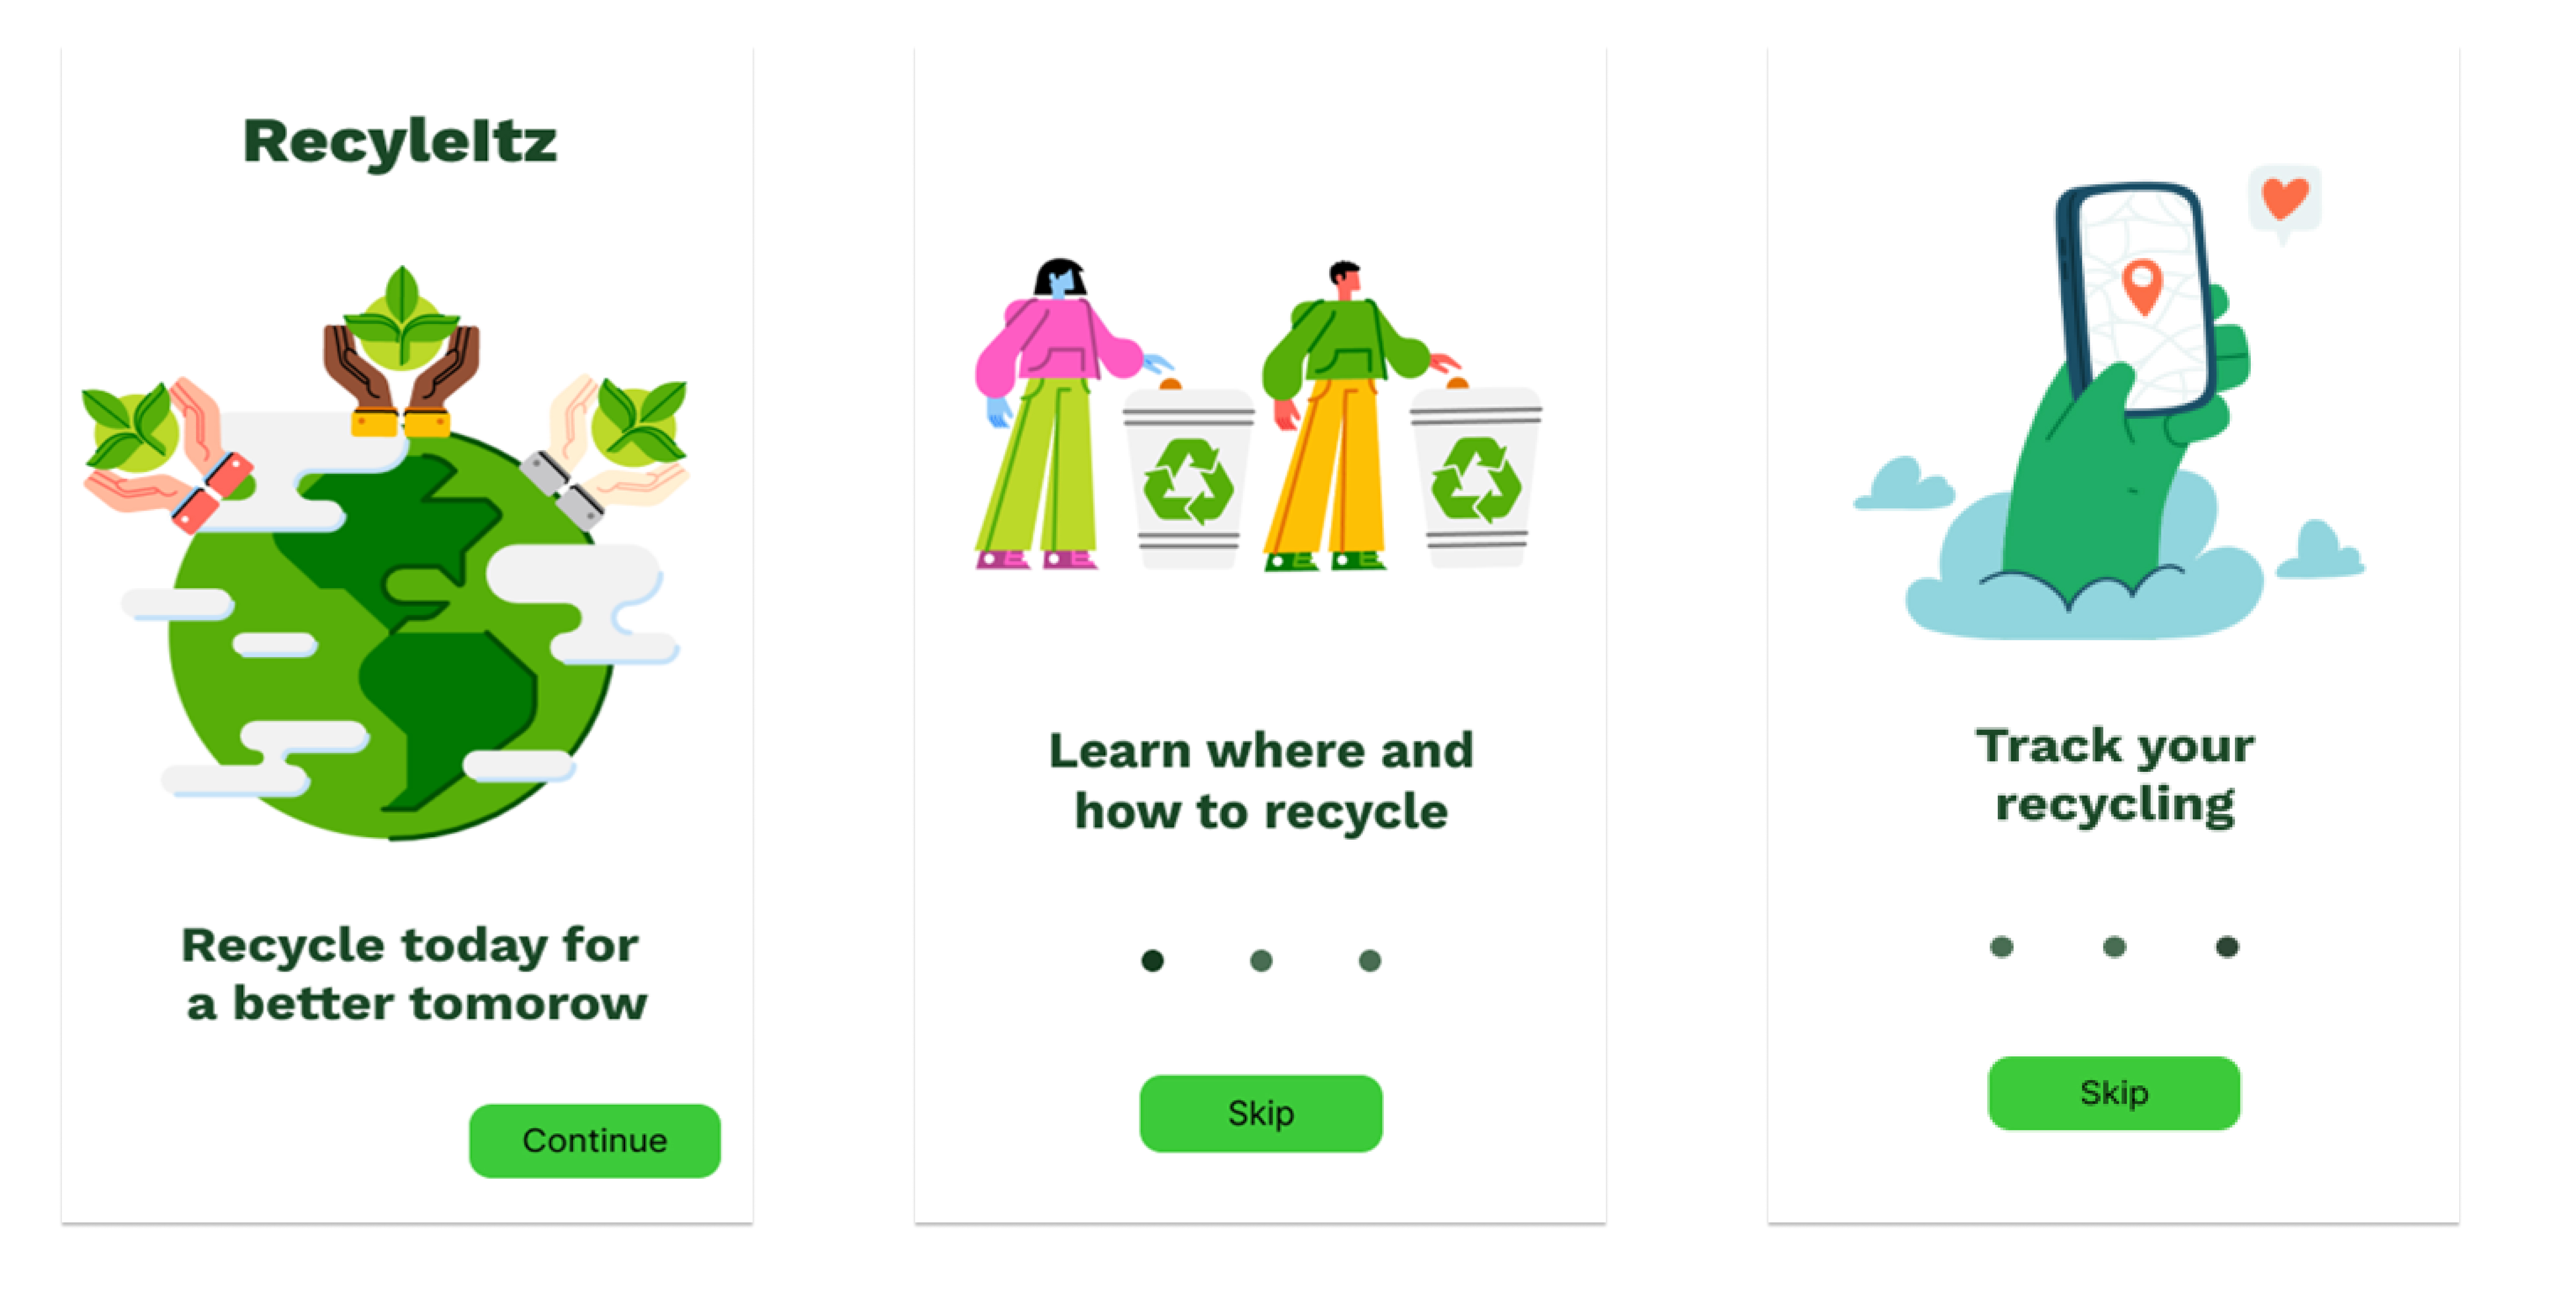 RecyleItz
Recycle today for
a better tomorow
Continue
Learn where and
how to recycle
Skip
Track your
recycling
Skip